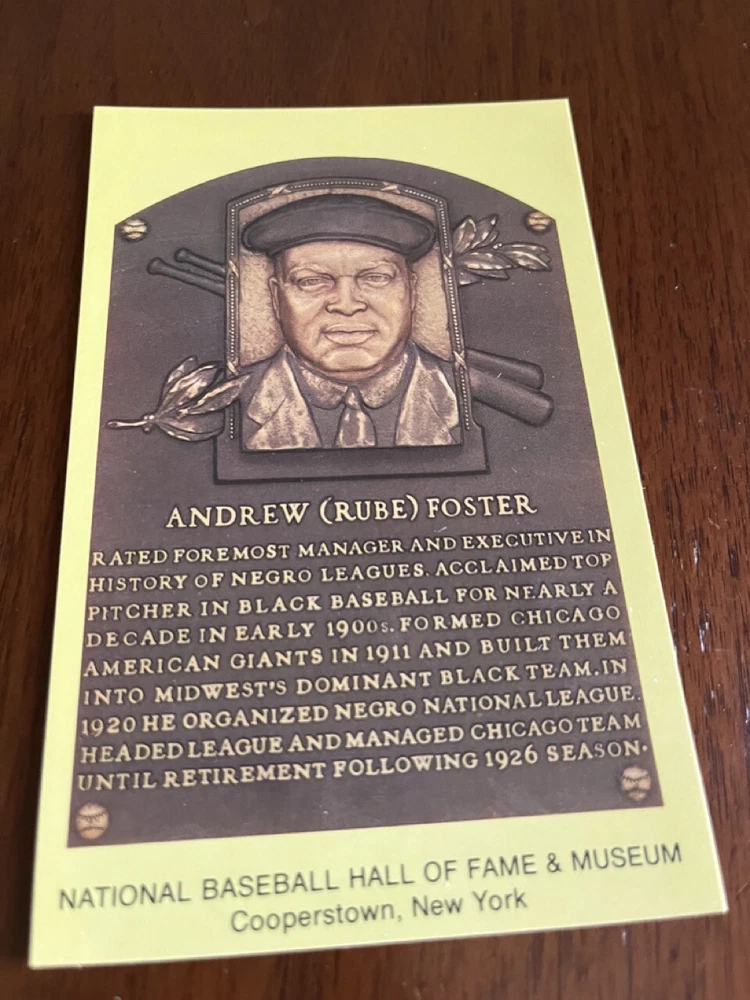 ANDREW (RUBE) FOSTER
RATED FOREMOST MANAGER AND EXECUTIVE IN
HISTORY OF NEGRO LEAGUES. ACCLAIMED TOP
PITCHER IN BLACK BASEBALL FOR NEARLY A
DECADE IN EARLY 1900s. FORMED CHICAGO
AMERICAN GIANTS IN 1911 AND BUILT THEM
INTO MIDWEST'S DOMINANT BLACK TEAM. IN
1920 HE ORGANIZED NEGRO NATIONAL LEAGUE.
HEADED LEAGUE AND MANAGED CHICAGO TEAM
UNTIL RETIREMENT FOLLOWING 1926 SEASON.
NATIONAL BASEBALL HALL OF FAME & MUSEUM
Cooperstown, New York